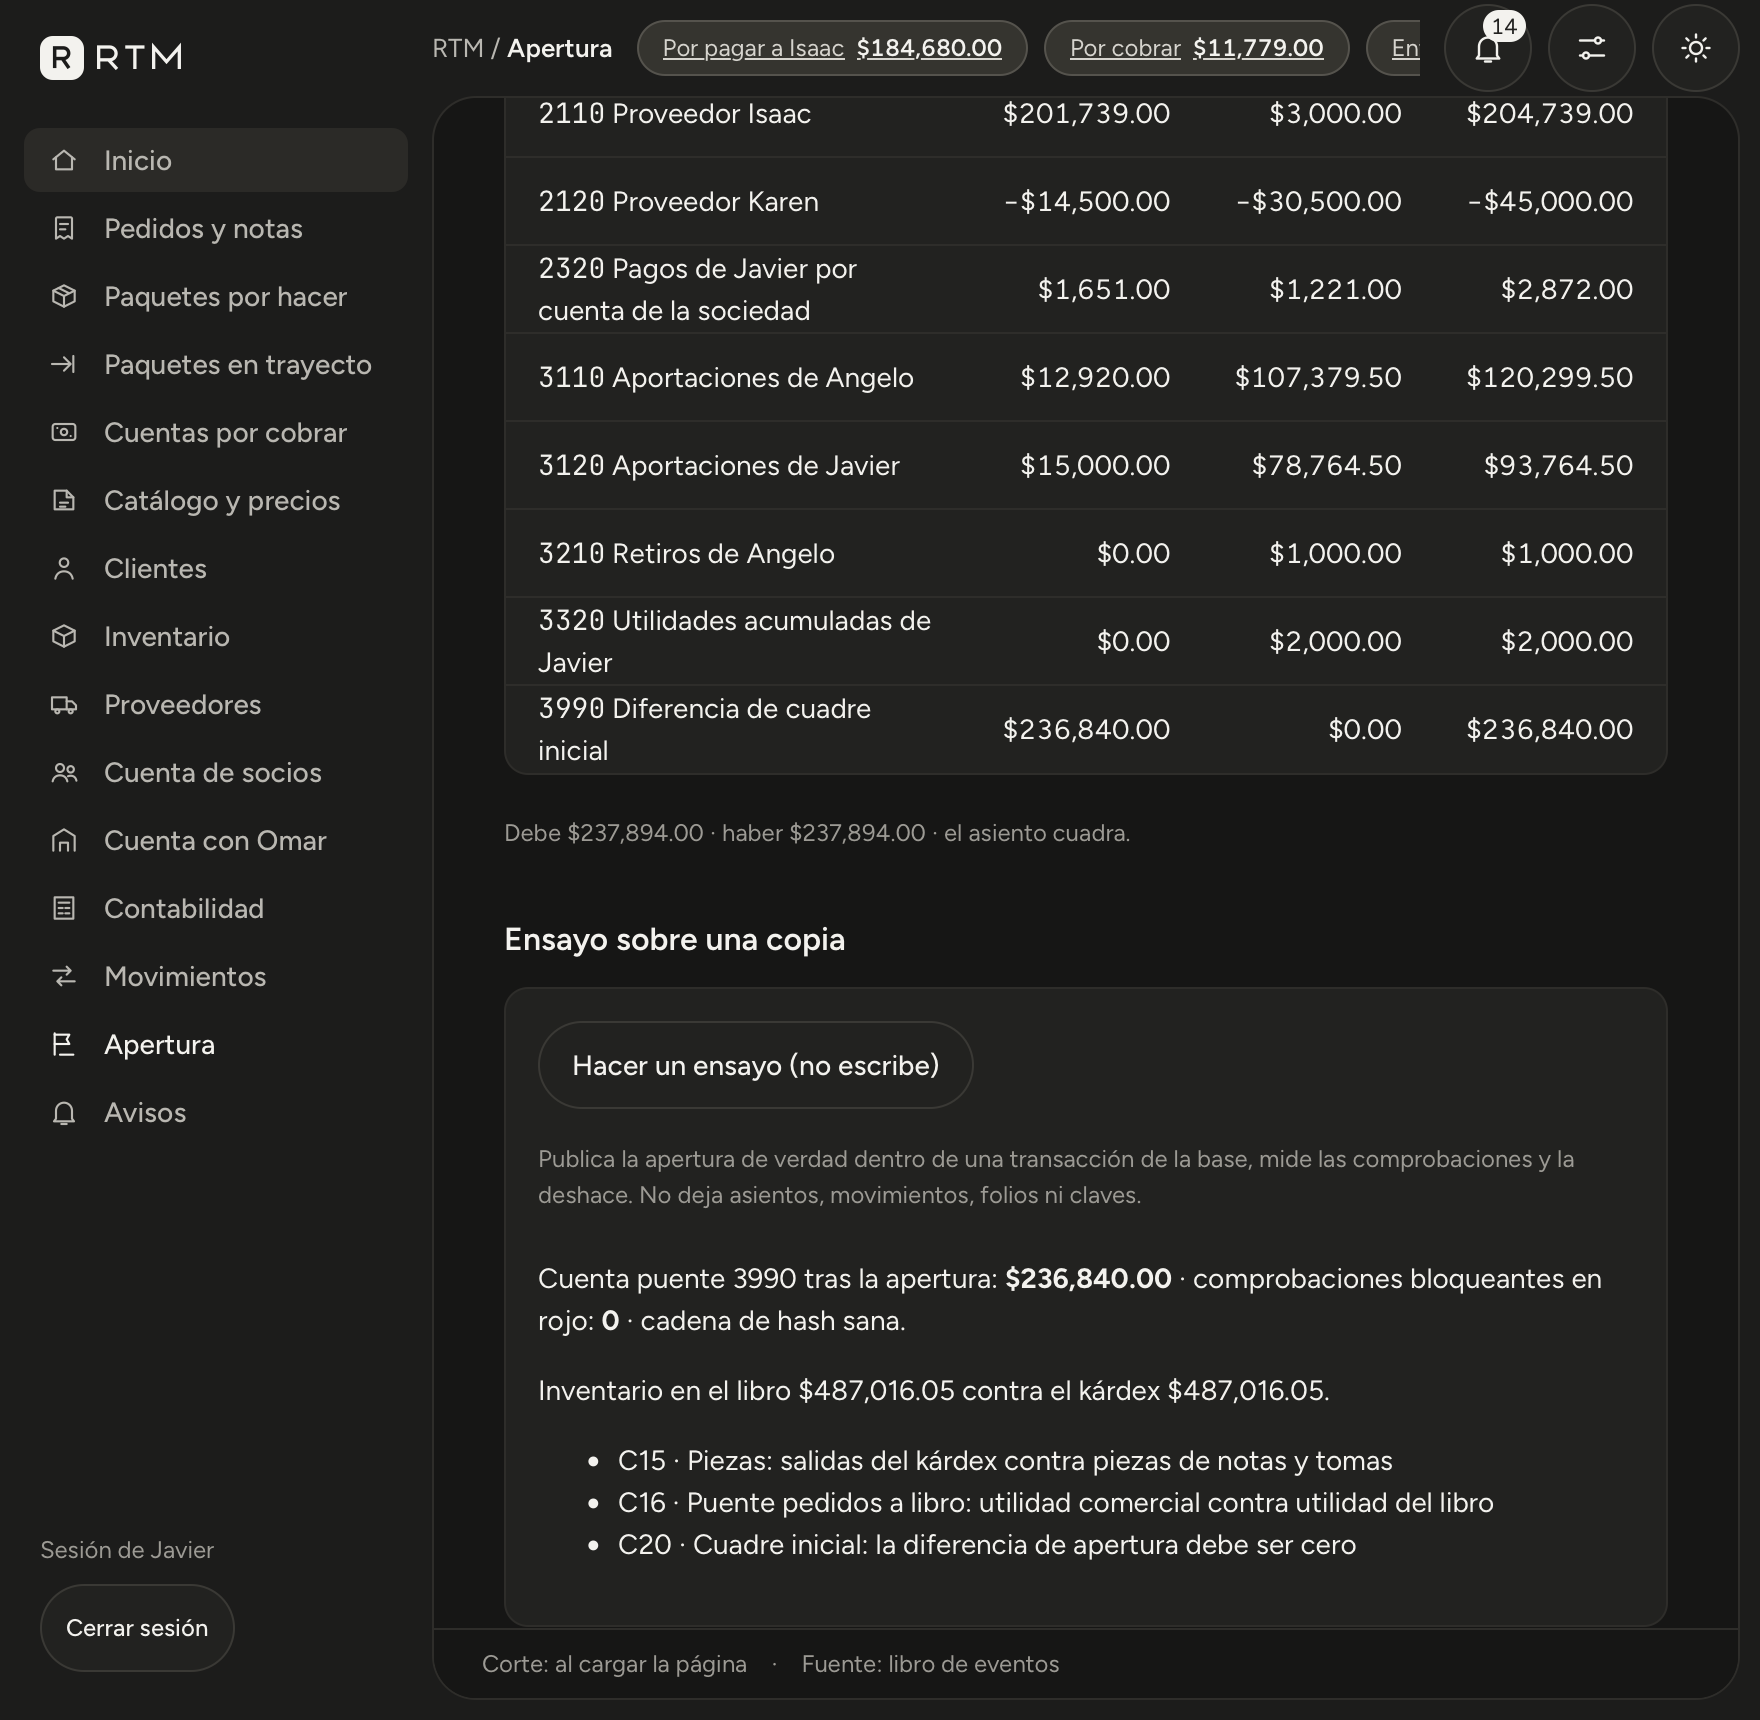 R RTM
RTM / Apertura
Por pagar a Isaac $184,680.00
Por cobrar $11,779.00
14
Inicio
Pedidos y notas
Paquetes por hacer
Paquetes en trayecto
Cuentas por cobrar
Catálogo y precios
Clientes
Inventario
Proveedores
Cuenta de socios
Cuenta con Omar
Contabilidad
Movimientos
Apertura
Avisos
Sesión de Javier
Cerrar sesión
2110 Proveedor Isaac $201,739.00 $3,000.00 $204,739.00
2120 Proveedor Karen -$14,500.00 -$30,500.00 -$45,000.00
2320 Pagos de Javier por
cuenta de la sociedad $1,651.00 $1,221.00 $2,872.00
3110 Aportaciones de Angelo $12,920.00 $107,379.50 $120,299.50
3120 Aportaciones de Javier $15,000.00 $78,764.50 $93,764.50
3210 Retiros de Angelo $0.00 $1,000.00 $1,000.00
3320 Utilidades acumuladas de
Javier $0.00 $2,000.00 $2,000.00
3990 Diferencia de cuadre
inicial $236,840.00 $0.00 $236,840.00
Debe $237,894.00 · haber $237,894.00 · el asiento cuadra.
Ensayo sobre una copia
Hacer un ensayo (no escribe)
Publica la apertura de verdad dentro de una transacción de la base, mide las comprobaciones y la
deshace. No deja asientos, movimientos, folios ni claves.
Cuenta puente 3990 tras la apertura: $236,840.00 · comprobaciones bloqueantes en
rojo: 0 · cadena de hash sana.
Inventario en el libro $487,016.05 contra el kárdex $487,016.05.
• C15 · Piezas: salidas del kárdex contra piezas de notas y tomas
• C16 · Puente pedidos a libro: utilidad comercial contra utilidad del libro
• C20 · Cuadre inicial: la diferencia de apertura debe ser cero
Corte: al cargar la página · Fuente: libro de eventos